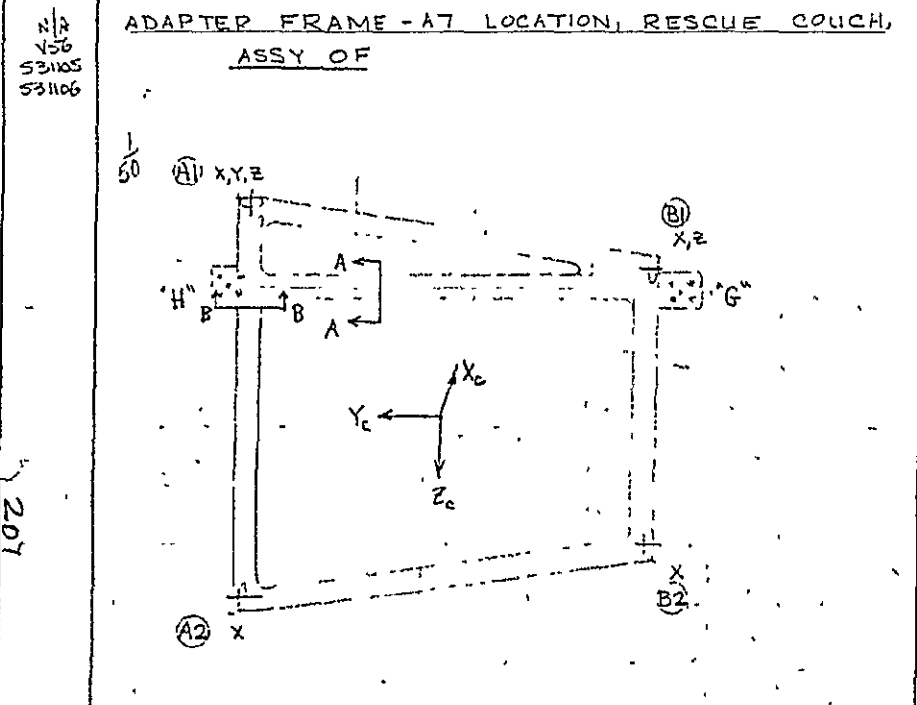 N/A
V56
531105
531106
ADAPTER FRAME - A7 LOCATION, RESCUE COUCH,
ASSY OF
1/50
A1 X,Y,Z
B1
X,Z
A
A
"H"
B B
"G"
Xc
Yc
Zc
207
A2 X
X
B2